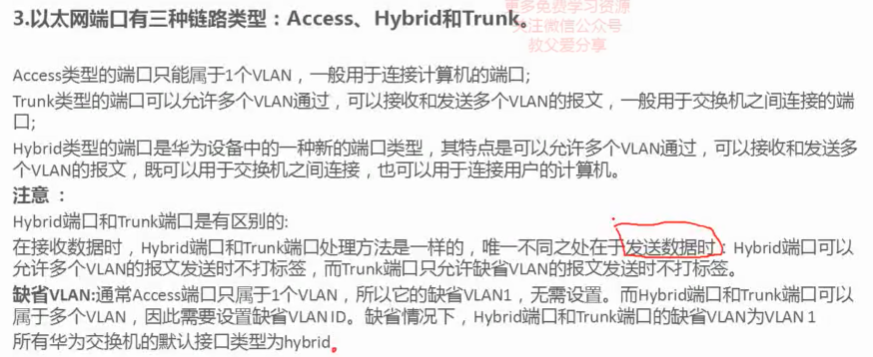 3.以太网端口有三种链路类型：Access、Hybrid和Trunk。
更多免费学习资源
关注微信公众号
教父爱分享
Access类型的端口只能属于1个VLAN，一般用于连接计算机的端口;
Trunk类型的端口可以允许多个VLAN通过，可以接收和发送多个VLAN的报文，一般用于交换机之间连接的端
口;
Hybrid类型的端口是华为设备中的一种新的端口类型，其特点是可以允许多个VLAN通过，可以接收和发送多
个VLAN的报文，既可以用于交换机之间连接，也可以用于连接用户的计算机。
注意 ：
Hybrid端口和Trunk端口是有区别的:
在接收数据时，Hybrid端口和Trunk端口处理方法是一样的，唯一不同之处在于发送数据时：Hybrid端口可以
允许多个VLAN的报文发送时不打标签，而Trunk端口只允许缺省VLAN的报文发送时不打标签。
缺省VLAN:通常Access端口只属于1个VLAN，所以它的缺省VLAN1，无需设置。而Hybrid端口和Trunk端口可以
属于多个VLAN，因此需要设置缺省VLAN ID。缺省情况下，Hybrid端口和Trunk端口的缺省VLAN为VLAN 1
所有华为交换机的默认接口类型为hybrid。